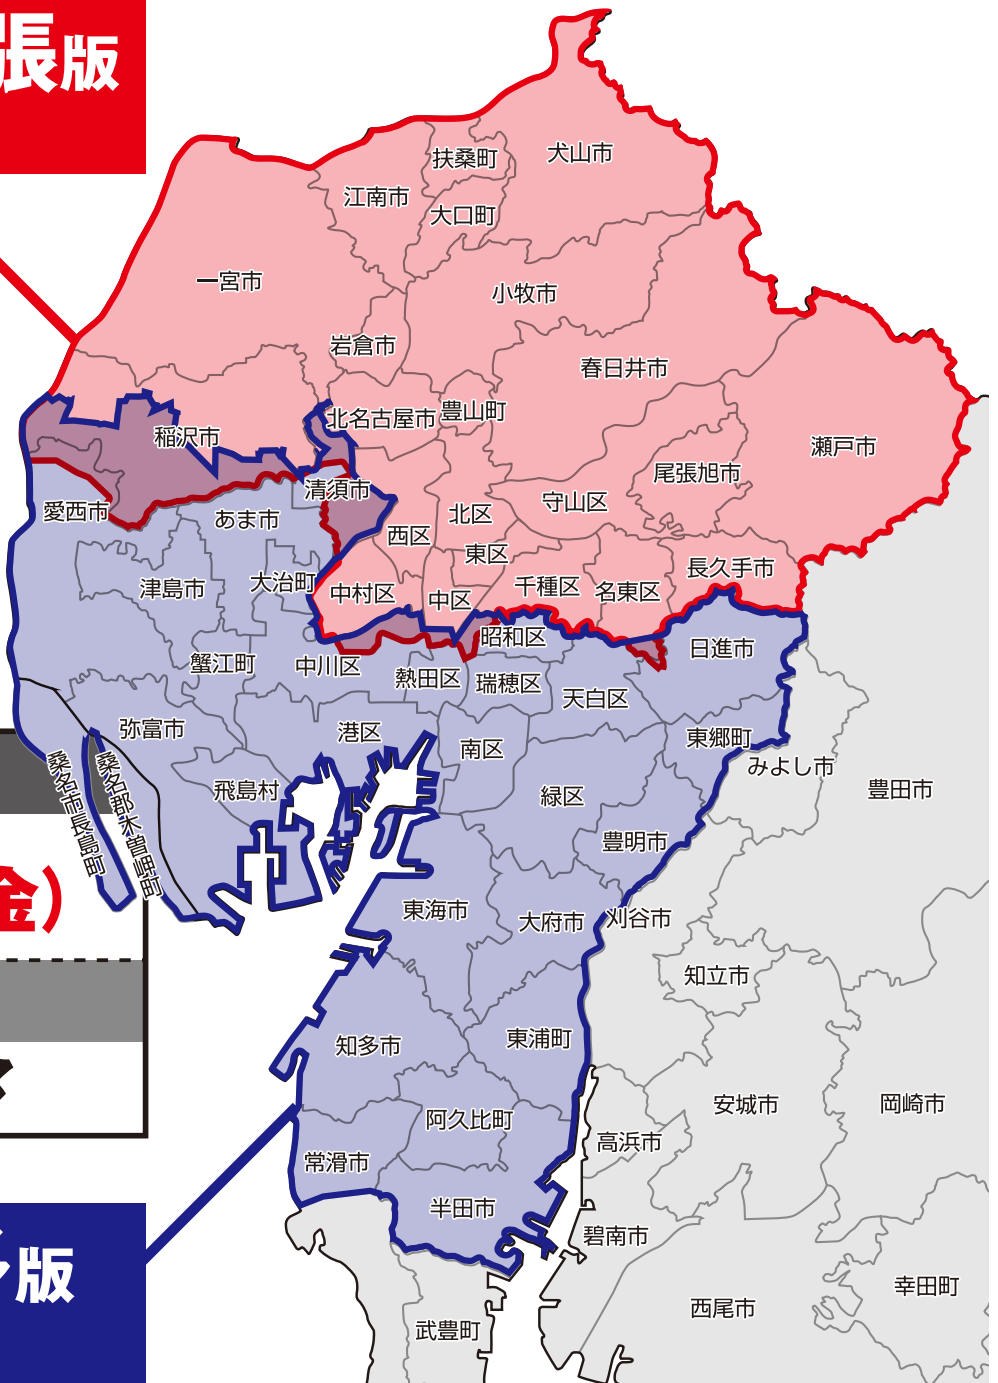 張版
犬山市
扶桑町
江南市
大口町
一宮市
小牧市
岩倉市
春日井市
北名古屋市
豊山町
稲沢市
瀬戸市
尾張旭市
清須市
守山区
愛西市
あま市
北区
西区
東区
長久手市
津島市
大治町
中村区
中区
千種区
名東区
昭和区
日進市
蟹江町
中川区
熱田区
瑞穂区
天白区
弥富市
港区
南区
東郷町
みよし市
飛島村
緑区
豊田市
桑名市長島町
桑名郡木曽岬町
豊明市
金）
東海市
大府市
刈谷市
知立市
知多市
東浦町
安城市
岡崎市
阿久比町
高浜市
常滑市
半田市
碧南市
版
幸田町
西尾市
武豊町